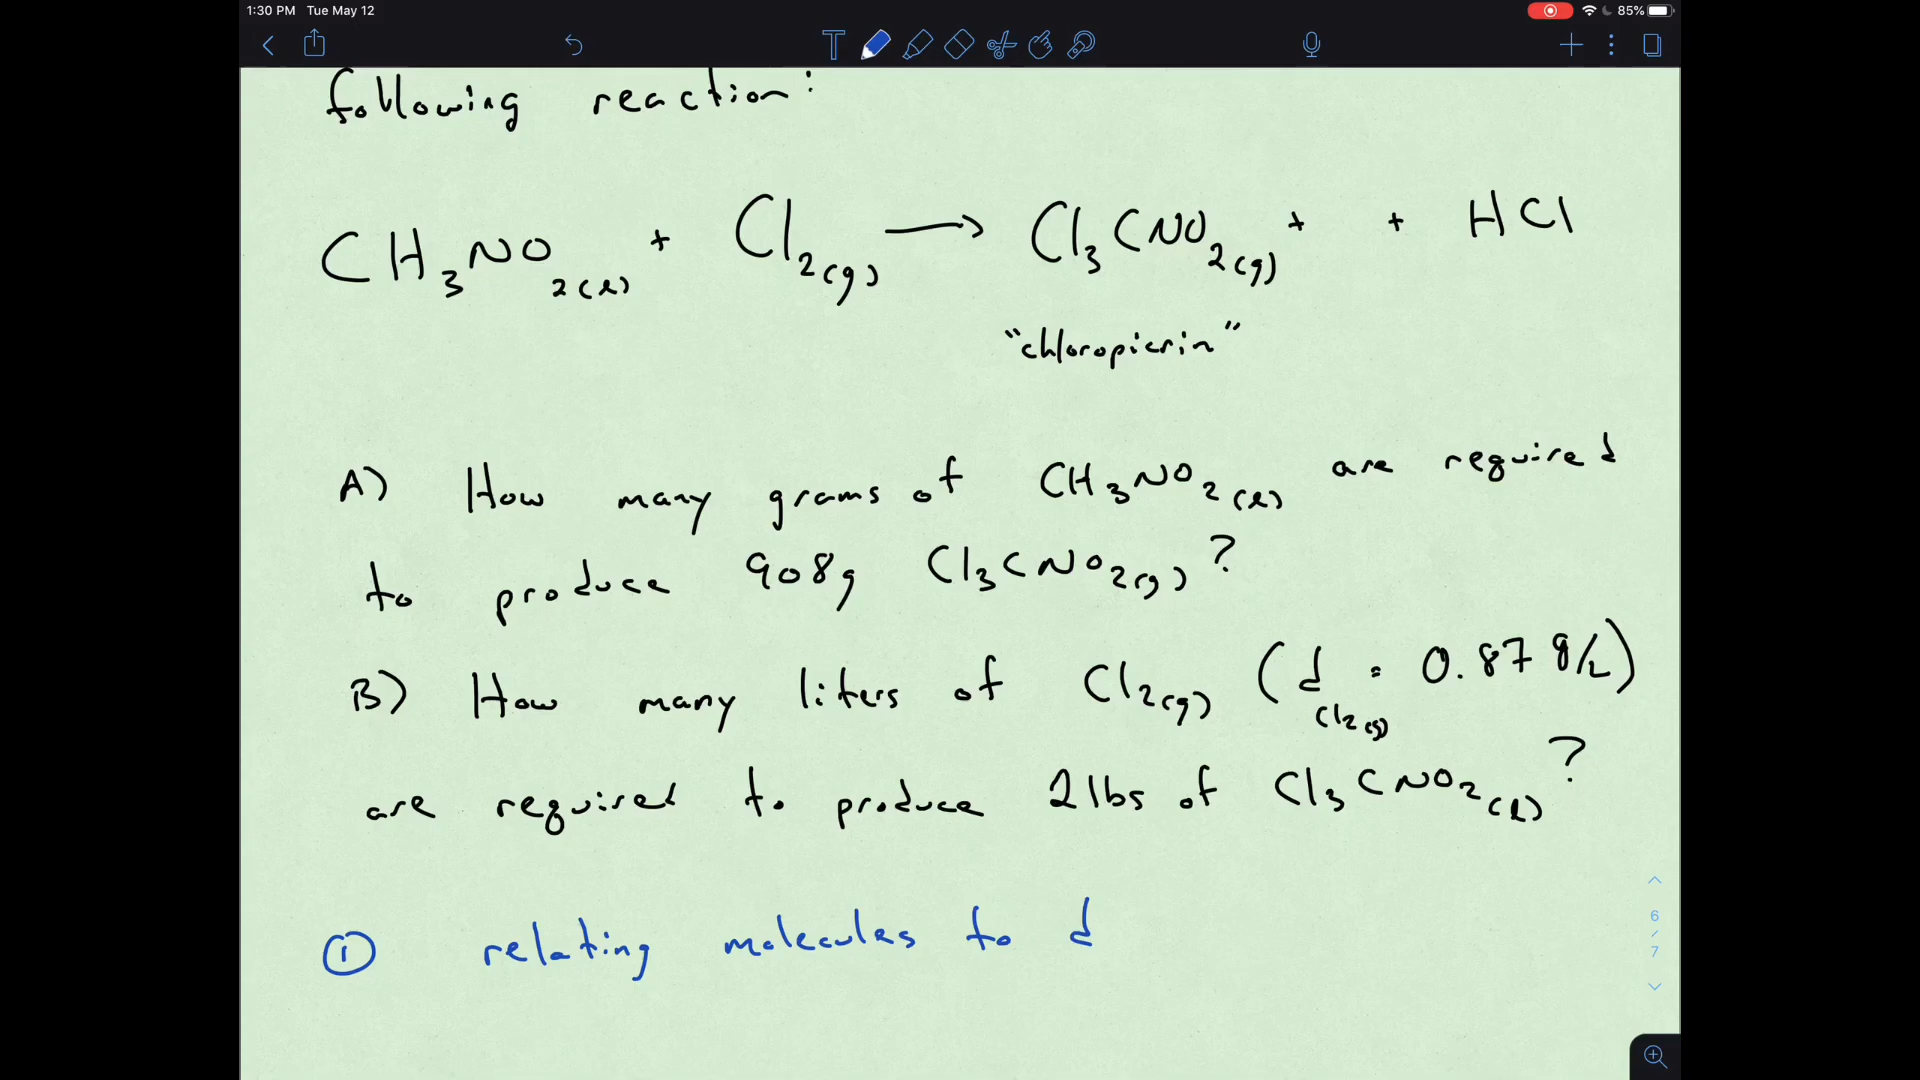 1:30 PM Tue May 12
85%
following reaction:
CH₃NO₂(l) + Cl₂(g) → Cl₃CNO₂(g) + + HCl
"chloropicrin"
A) How many grams of CH₃NO₂(l) are required
to produce 908g Cl₃CNO₂(g)?
B) How many liters of Cl₂(g) (d Cl₂(g) = 0.87 g/L)
are required to produce 2 lbs of Cl₃CNO₂(l)?
① relating molecules to d
6
/
7